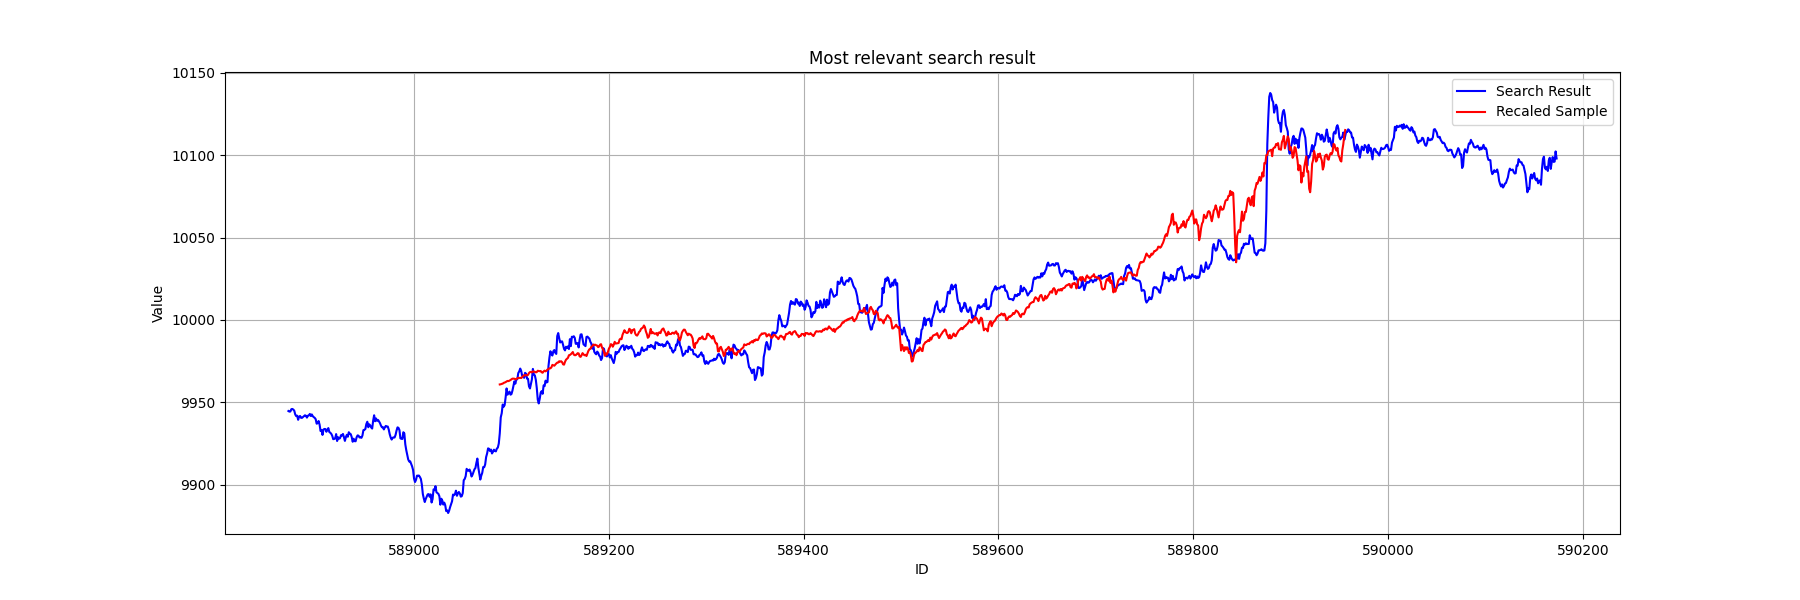 Most relevant search result
Search Result
Recaled Sample
10150
10100
10050
10000
9950
9900
Value
589000 589200 589400 589600 589800 590000 590200
ID